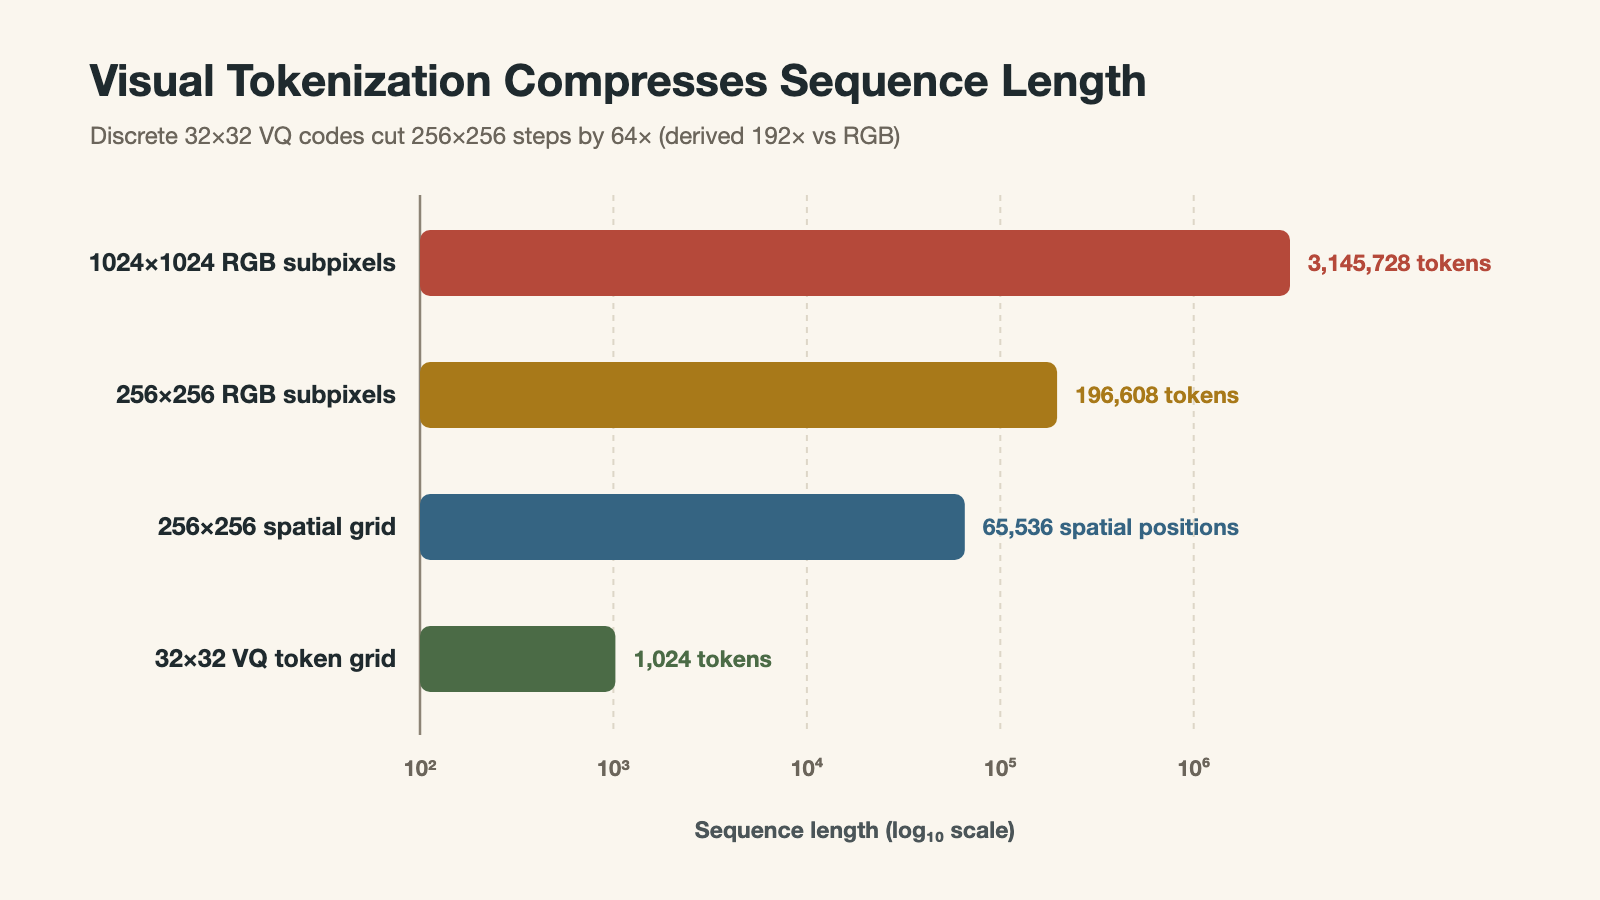 Visual Tokenization Compresses Sequence Length
Discrete 32×32 VQ codes cut 256×256 steps by 64× (derived 192× vs RGB)
1024×1024 RGB subpixels
3,145,728 tokens
256×256 RGB subpixels
196,608 tokens
256×256 spatial grid
65,536 spatial positions
32×32 VQ token grid
1,024 tokens
10² 10³ 10⁴ 10⁵ 10⁶
Sequence length (log₁₀ scale)